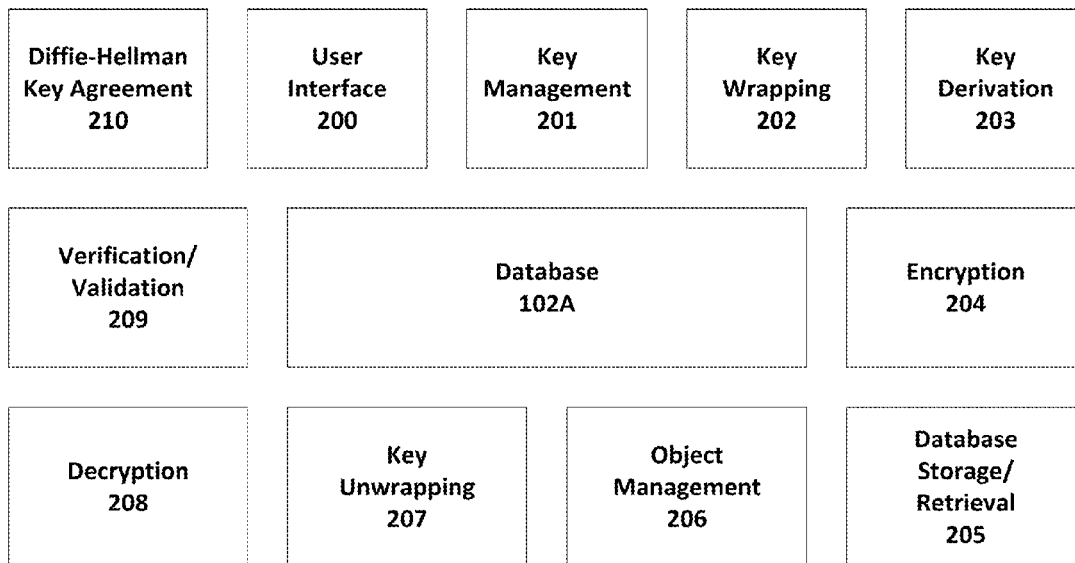 Diffie-Hellman
Key Agreement
210
User
Interface
200
Key
Management
201
Key
Wrapping
202
Key
Derivation
203
Verification/
Validation
209
Database
102A
Encryption
204
Decryption
208
Key
Unwrapping
207
Object
Management
206
Database
Storage/
Retrieval
205